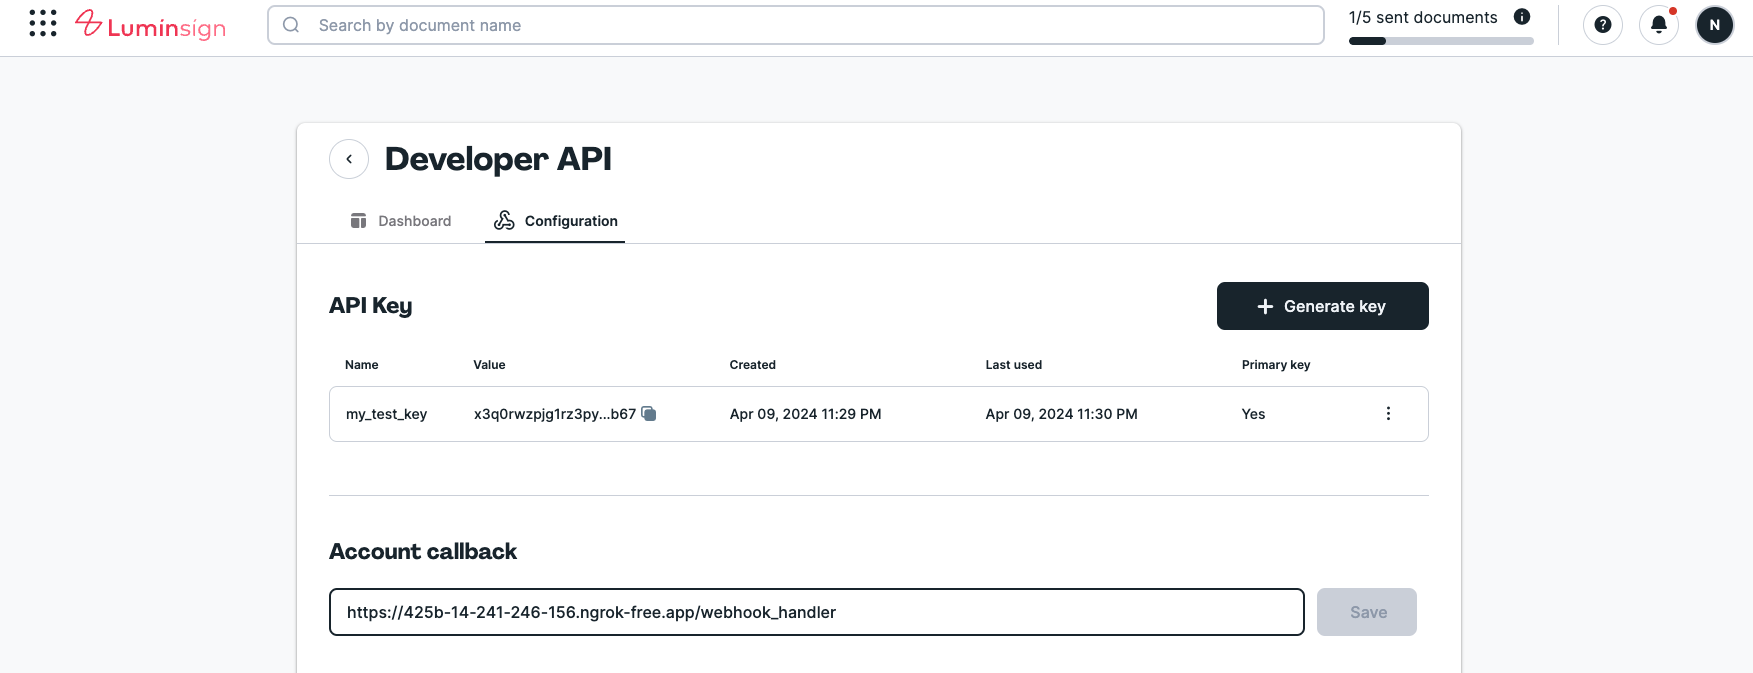 Luminsign
Search by document name
1/5 sent documents
N
Developer API
Dashboard
Configuration
API Key
Generate key
Name Value Created Last used Primary key
my_test_key x3q0rwzpjg1rz3py...b67 Apr 09, 2024 11:29 PM Apr 09, 2024 11:30 PM Yes
Account callback
https://425b-14-241-246-156.ngrok-free.app/webhook_handler
Save